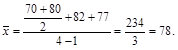 x̄ = (70+80)/2 +82+77 / 4−1 = 234/3 = 78.